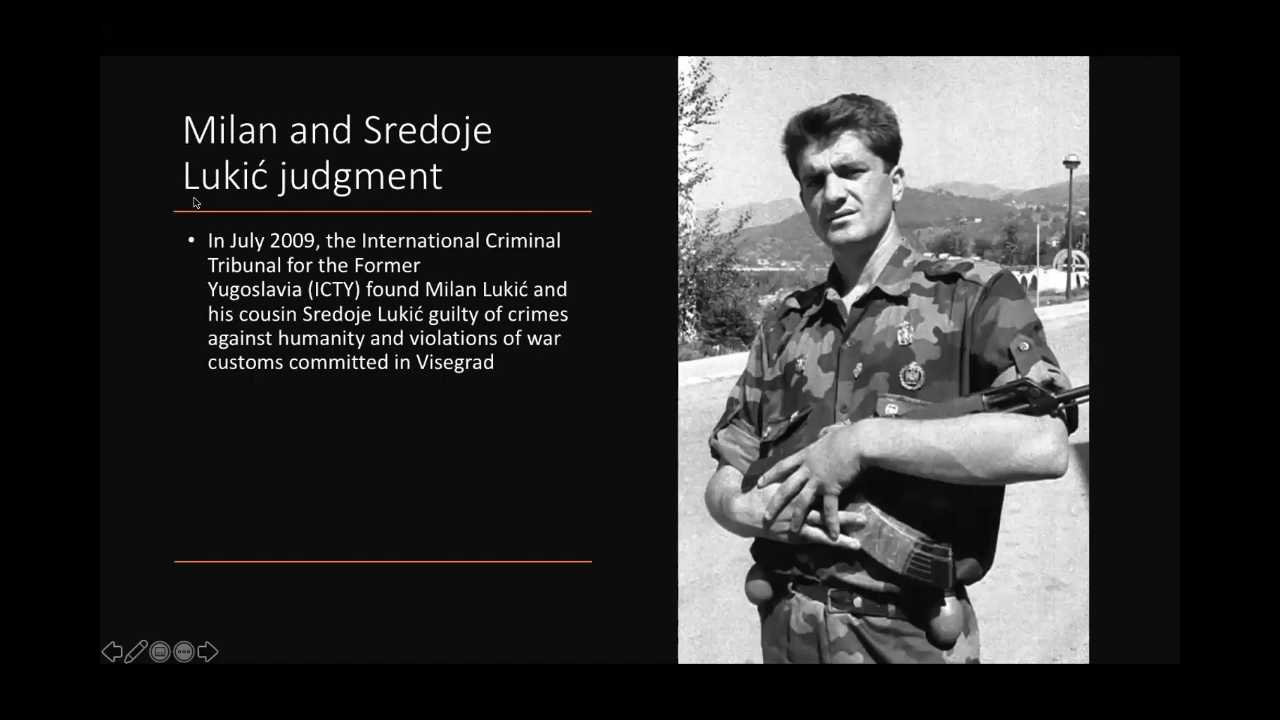 Milan and Sredoje
Lukić judgment
• In July 2009, the International Criminal
Tribunal for the Former
Yugoslavia (ICTY) found Milan Lukić and
his cousin Sredoje Lukić guilty of crimes
against humanity and violations of war
customs committed in Visegrad